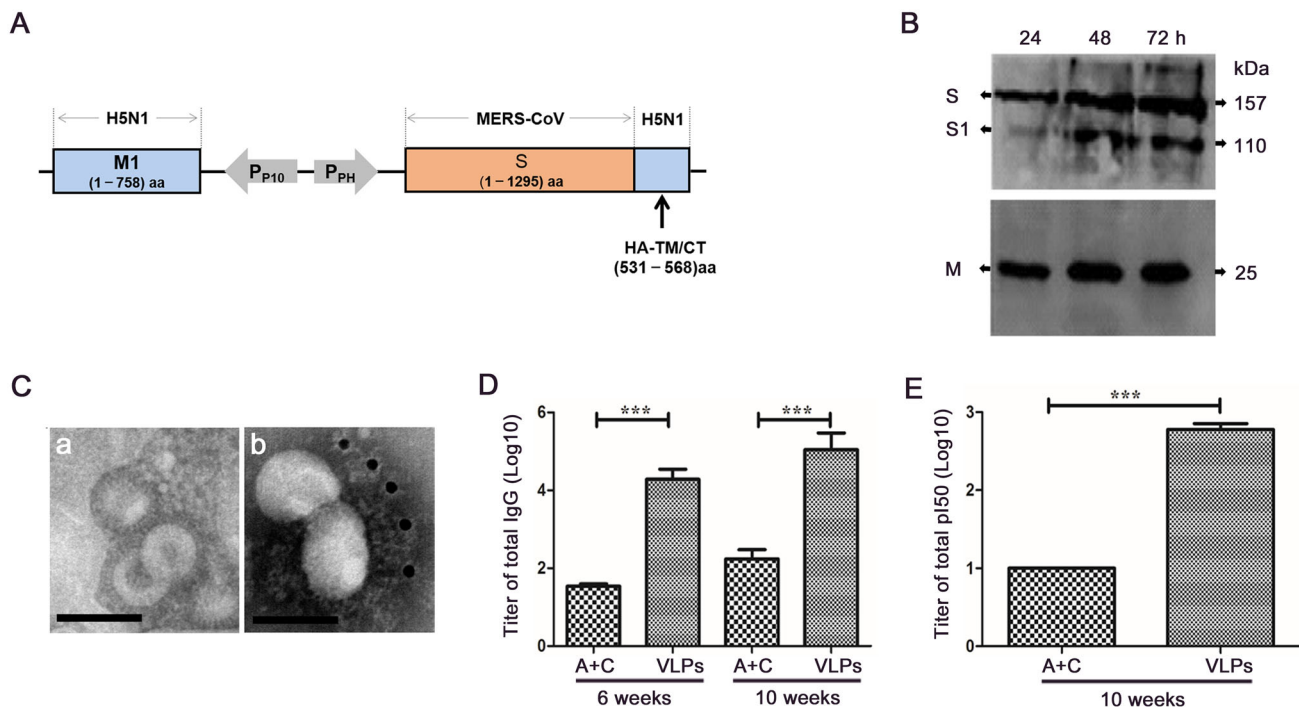 A
H5N1
MERS-CoV
H5N1
M1
(1 – 758) aa
PP10
PPH
S
(1 – 1295) aa
HA-TM/CT
(531 – 568)aa
B
24 48 72 h
kDa
S
157
S1
110
M
25
C
a
b
D
Titer of total IgG (Log10)
6
4
2
0
***
***
A+C VLPs A+C VLPs
6 weeks 10 weeks
E
Titer of total pI50 (Log10)
3
2
1
0
***
A+C VLPs
10 weeks